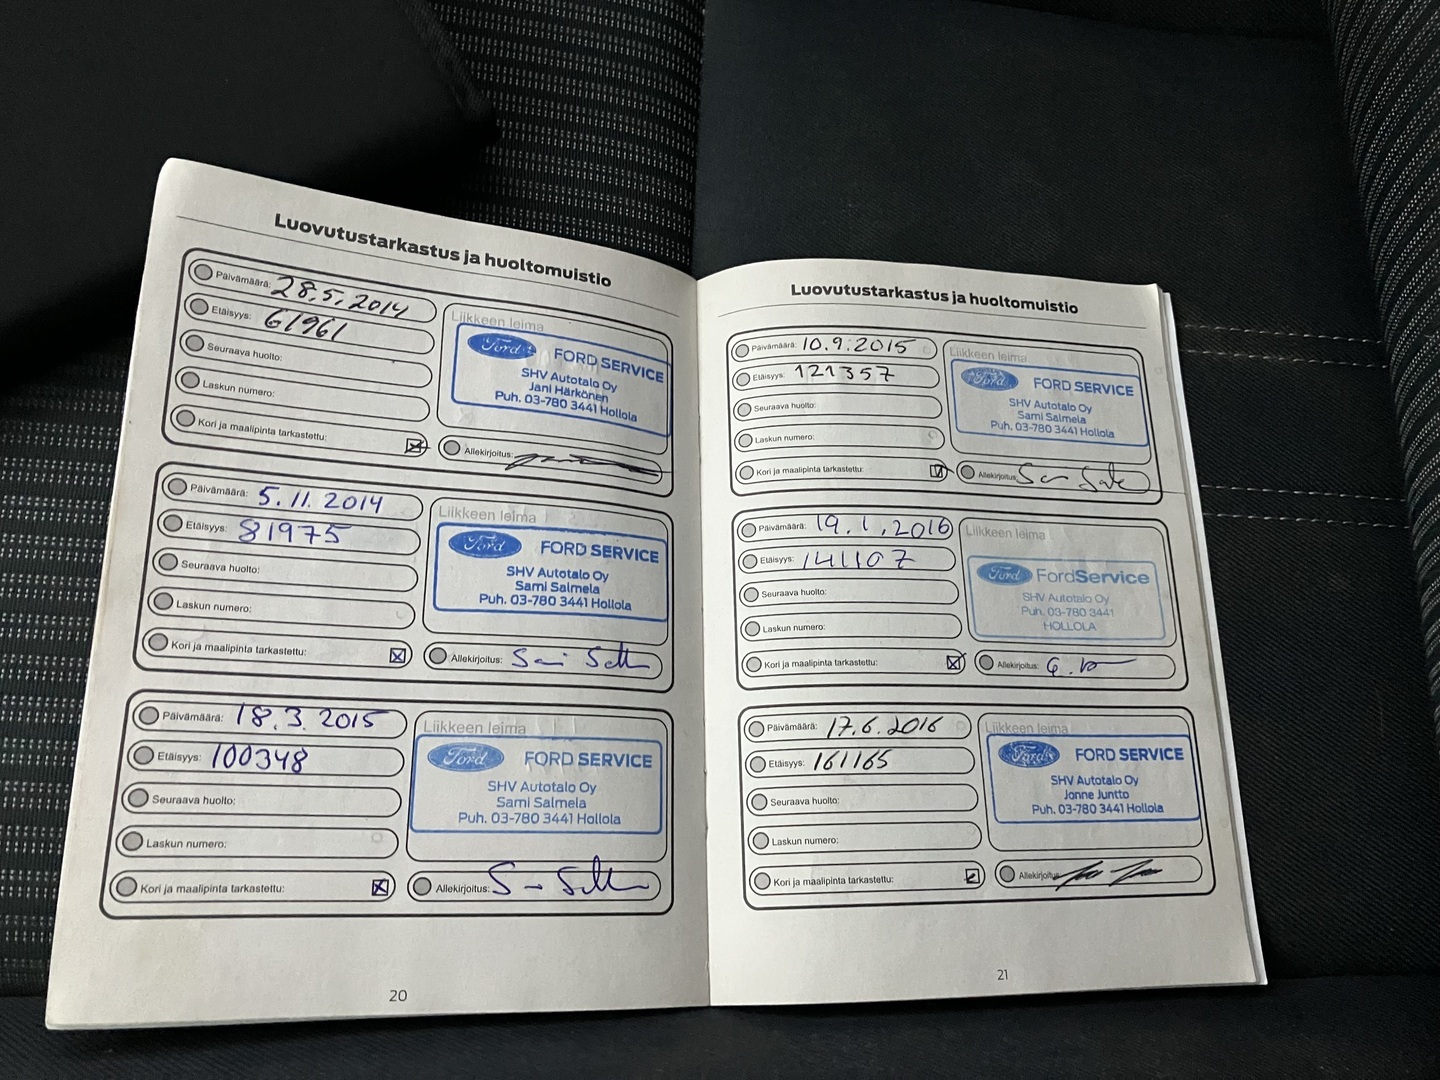 Luovutustarkastus ja huoltomuistio
Päivämäärä: 28.5.2014
Etäisyys: 61961
Seuraava huolto:
Laskun numero:
Kori ja maalipinta tarkastettu:
Liikkeen leima
Ford FORD SERVICE
SHV Autotalo Oy
Jani Härkönen
Puh. 03-780 3441 Hollola
Allekirjoitus:
Päivämäärä: 5.11.2014
Etäisyys: 81975
Seuraava huolto:
Laskun numero:
Kori ja maalipinta tarkastettu:
Liikkeen leima
Ford FORD SERVICE
SHV Autotalo Oy
Sami Salmela
Puh. 03-780 3441 Hollola
Allekirjoitus:
Päivämäärä: 18.3.2015
Etäisyys: 100348
Seuraava huolto:
Laskun numero:
Kori ja maalipinta tarkastettu:
Liikkeen leima
Ford FORD SERVICE
SHV Autotalo Oy
Sami Salmela
Puh. 03-780 3441 Hollola
Allekirjoitus:
20
Luovutustarkastus ja huoltomuistio
Päivämäärä: 10.9.2015
Etäisyys: 121357
Seuraava huolto:
Laskun numero:
Kori ja maalipinta tarkastettu:
Liikkeen leima
Ford FORD SERVICE
SHV Autotalo Oy
Sami Salmela
Puh. 03-780 3441 Hollola
Allekirjoitus:
Päivämäärä: 19.1.2016
Etäisyys: 141107
Seuraava huolto:
Laskun numero:
Kori ja maalipinta tarkastettu:
Liikkeen leima
Ford FordService
SHV Autotalo Oy
Puh. 03-780 3441
HOLLOLA
Allekirjoitus:
Päivämäärä: 17.6.2016
Etäisyys: 161165
Seuraava huolto:
Laskun numero:
Kori ja maalipinta tarkastettu:
Liikkeen leima
Ford FORD SERVICE
SHV Autotalo Oy
Janne Juntto
Puh. 03-780 3441 Hollola
Allekirjoitus:
21